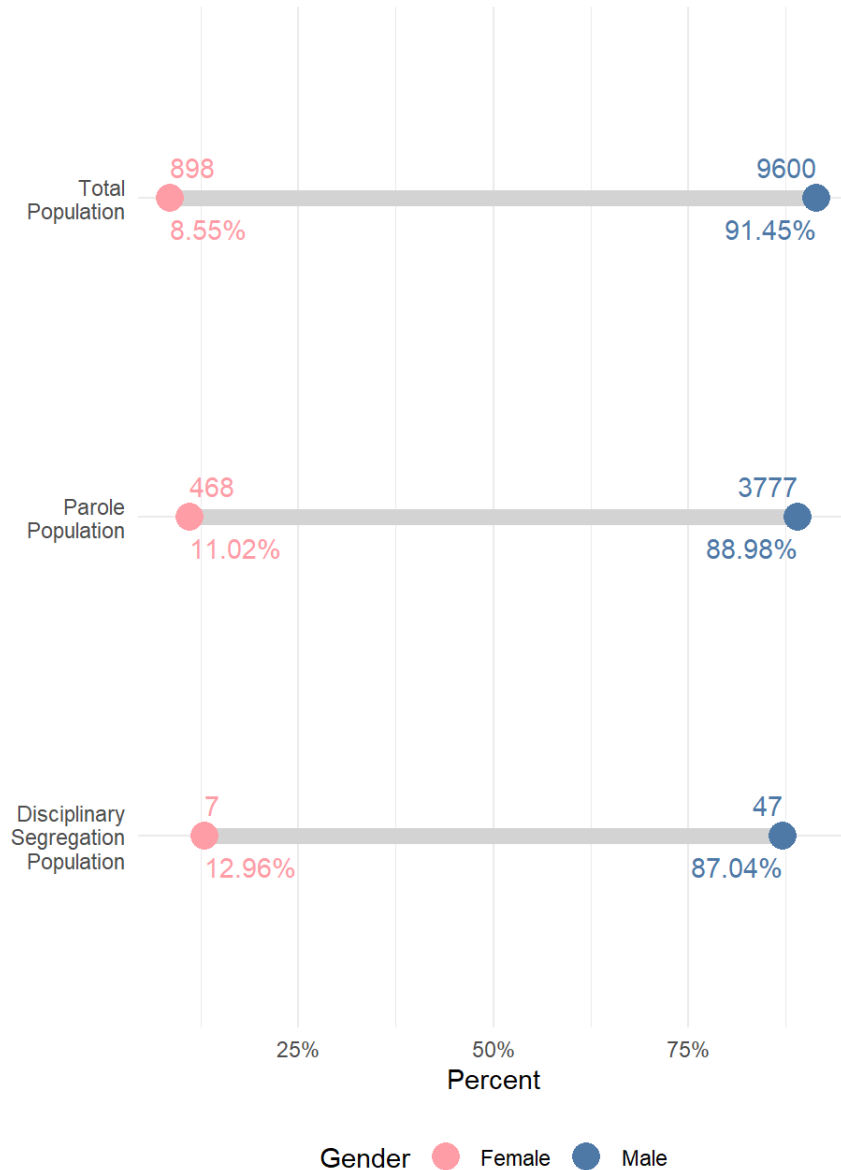 898
9600
Total
Population
8.55%
91.45%
468
3777
Parole
Population
11.02%
88.98%
7
47
Disciplinary
Segregation
Population
12.96%
87.04%
25%
50%
75%
Percent
Gender
Female
Male